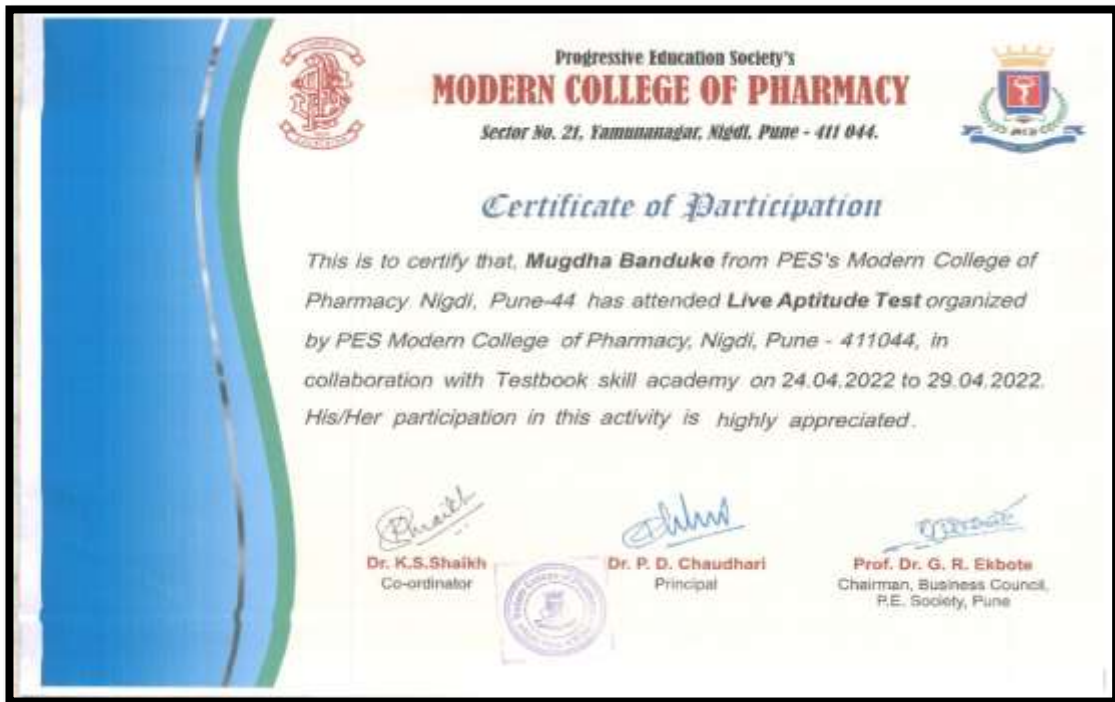 Progressive Education Society's
MODERN COLLEGE OF PHARMACY
Sector No. 21, Yamunanagar, Nigdi, Pune - 411 044.
Certificate of Participation
This is to certify that, Mugdha Banduke from PES's Modern College of
Pharmacy Nigdi, Pune-44 has attended Live Aptitude Test organized
by PES Modern College of Pharmacy, Nigdi, Pune - 411044, in
collaboration with Testbook skill academy on 24.04.2022 to 29.04.2022.
His/Her participation in this activity is highly appreciated.
Dr. K.S.Shaikh
Co-ordinator
Dr. P. D. Chaudhari
Principal
Prof. Dr. G. R. Ekbote
Chairman, Business Council,
P.E. Society, Pune